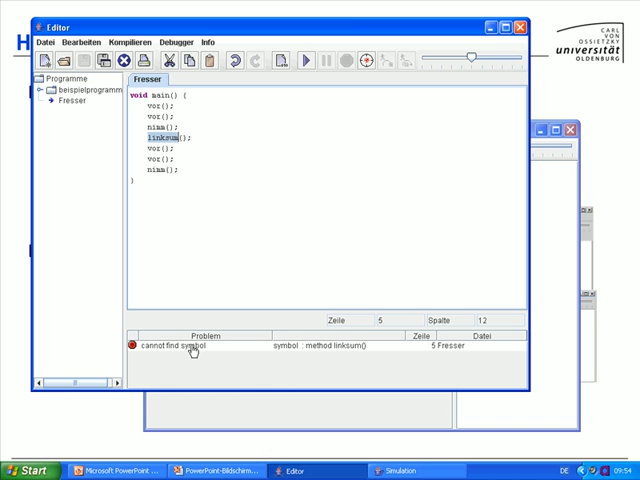 H
CARL
VON
OSSIETZKY
universität
OLDENBURG
Editor
Datei Bearbeiten Kompilieren Debugger Info
Programme
beispielprogramm
Fresser
Fresser
void main() {
vor();
vor();
nimm();
linksum();
vor();
vor();
nimm();
}
Zeile 5 Spalte 12
Problem Zeile Datei
cannot find symbol symbol : method linksum() 5 Fresser
Start Microsoft PowerPoint ... PowerPoint-Bildschirm... Editor Simulation DE 09:54